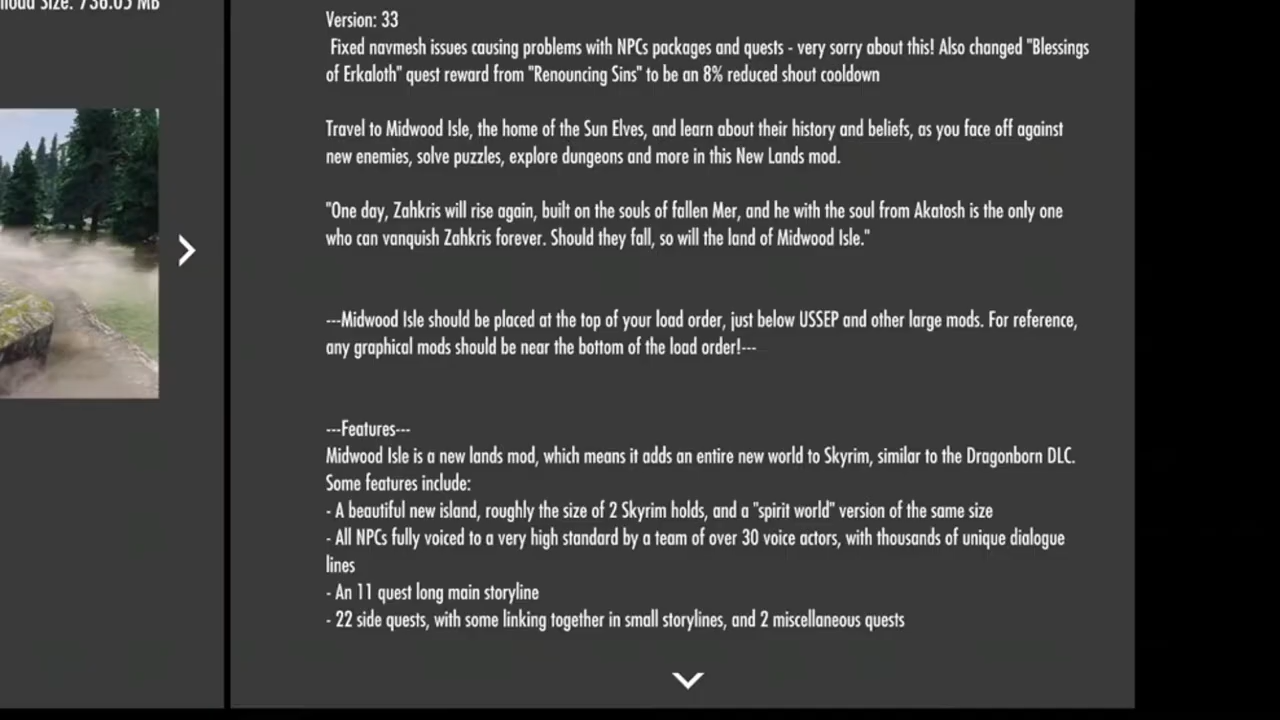 Size: 736.05 MB
Version: 33
Fixed navmesh issues causing problems with NPCs packages and quests - very sorry about this! Also changed "Blessings
of Erkaloth" quest reward from "Renouncing Sins" to be an 8% reduced shout cooldown
Travel to Midwood Isle, the home of the Sun Elves, and learn about their history and beliefs, as you face off against
new enemies, solve puzzles, explore dungeons and more in this New Lands mod.
"One day, Zahkris will rise again, built on the souls of fallen Mer, and he with the soul from Akatosh is the only one
who can vanquish Zahkris forever. Should they fall, so will the land of Midwood Isle."
---Midwood Isle should be placed at the top of your load order, just below USSEP and other large mods. For reference,
any graphical mods should be near the bottom of the load order!---
---Features---
Midwood Isle is a new lands mod, which means it adds an entire new world to Skyrim, similar to the Dragonborn DLC.
Some features include:
- A beautiful new island, roughly the size of 2 Skyrim holds, and a "spirit world" version of the same size
- All NPCs fully voiced to a very high standard by a team of over 30 voice actors, with thousands of unique dialogue
lines
- An 11 quest long main storyline
- 22 side quests, with some linking together in small storylines, and 2 miscellaneous quests